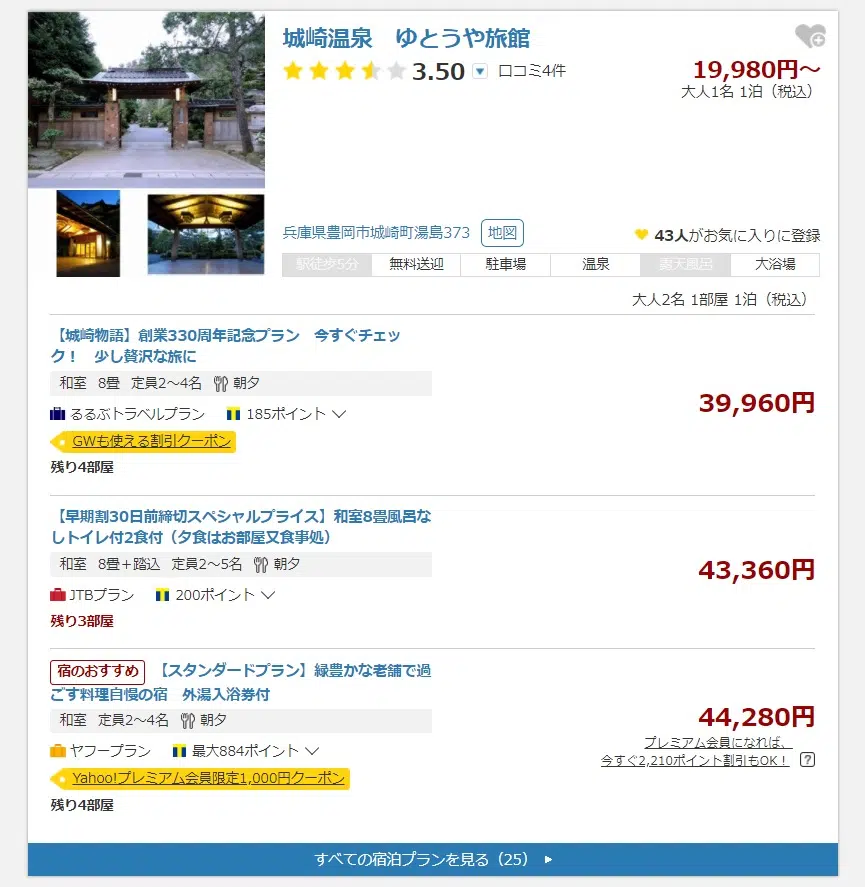 城崎温泉　ゆとうや旅館
3.50 口コミ4件
19,980円〜
大人1名 1泊（税込）
兵庫県豊岡市城崎町湯島373 地図
43人がお気に入りに登録
駅徒歩5分 無料送迎 駐車場 温泉 露天風呂 大浴場
大人2名 1部屋 1泊（税込）
【城崎物語】創業330周年記念プラン　今すぐチェッ
ク！　少し贅沢な旅に
和室 8畳 定員2〜4名 朝夕
39,960円
るるぶトラベルプラン 185ポイント
GWも使える割引クーポン
残り4部屋
【早期割30日前締切スペシャルプライス】和室8畳風呂な
しトイレ付2食付（夕食はお部屋又食事処）
和室 8畳＋踏込 定員2〜5名 朝夕
43,360円
JTBプラン 200ポイント
残り3部屋
宿のおすすめ 【スタンダードプラン】緑豊かな老舗で過
ごす料理自慢の宿　外湯入浴券付
和室 定員2〜4名 朝夕
44,280円
プレミアム会員になれば、
ヤフープラン 最大884ポイント
今すぐ2,210ポイント割引もOK！ ?
Yahoo!プレミアム会員限定1,000円クーポン
残り4部屋
すべての宿泊プランを見る（25）